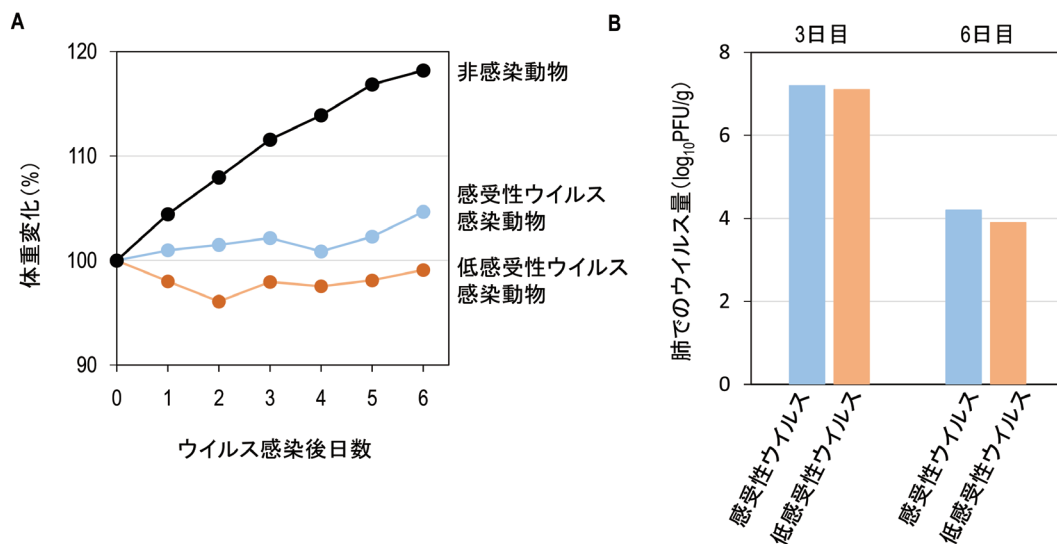 A
120
110
100
90
体重変化(%)
0 1 2 3 4 5 6
ウイルス感染後日数
非感染動物
感受性ウイルス
感染動物
低感受性ウイルス
感染動物
B
3日目 6日目
8
6
4
2
0
肺でのウイルス量(log10PFU/g)
感受性ウイルス
低感受性ウイルス
感受性ウイルス
低感受性ウイルス